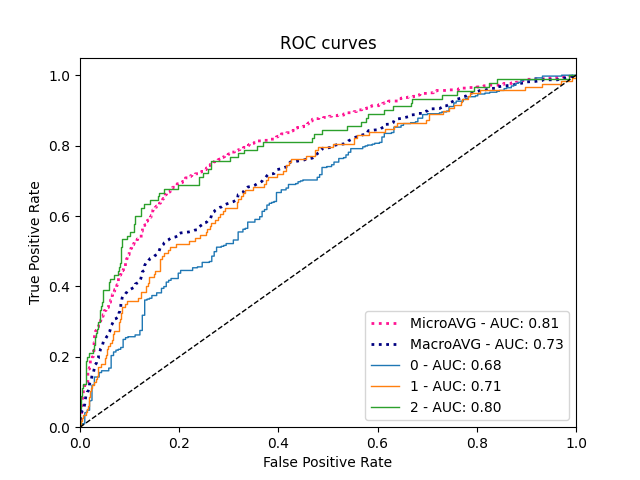 ROC curves
True Positive Rate
1.0
0.8
0.6
0.4
0.2
0.0
0.0 0.2 0.4 0.6 0.8 1.0
False Positive Rate
MicroAVG - AUC: 0.81
MacroAVG - AUC: 0.73
0 - AUC: 0.68
1 - AUC: 0.71
2 - AUC: 0.80